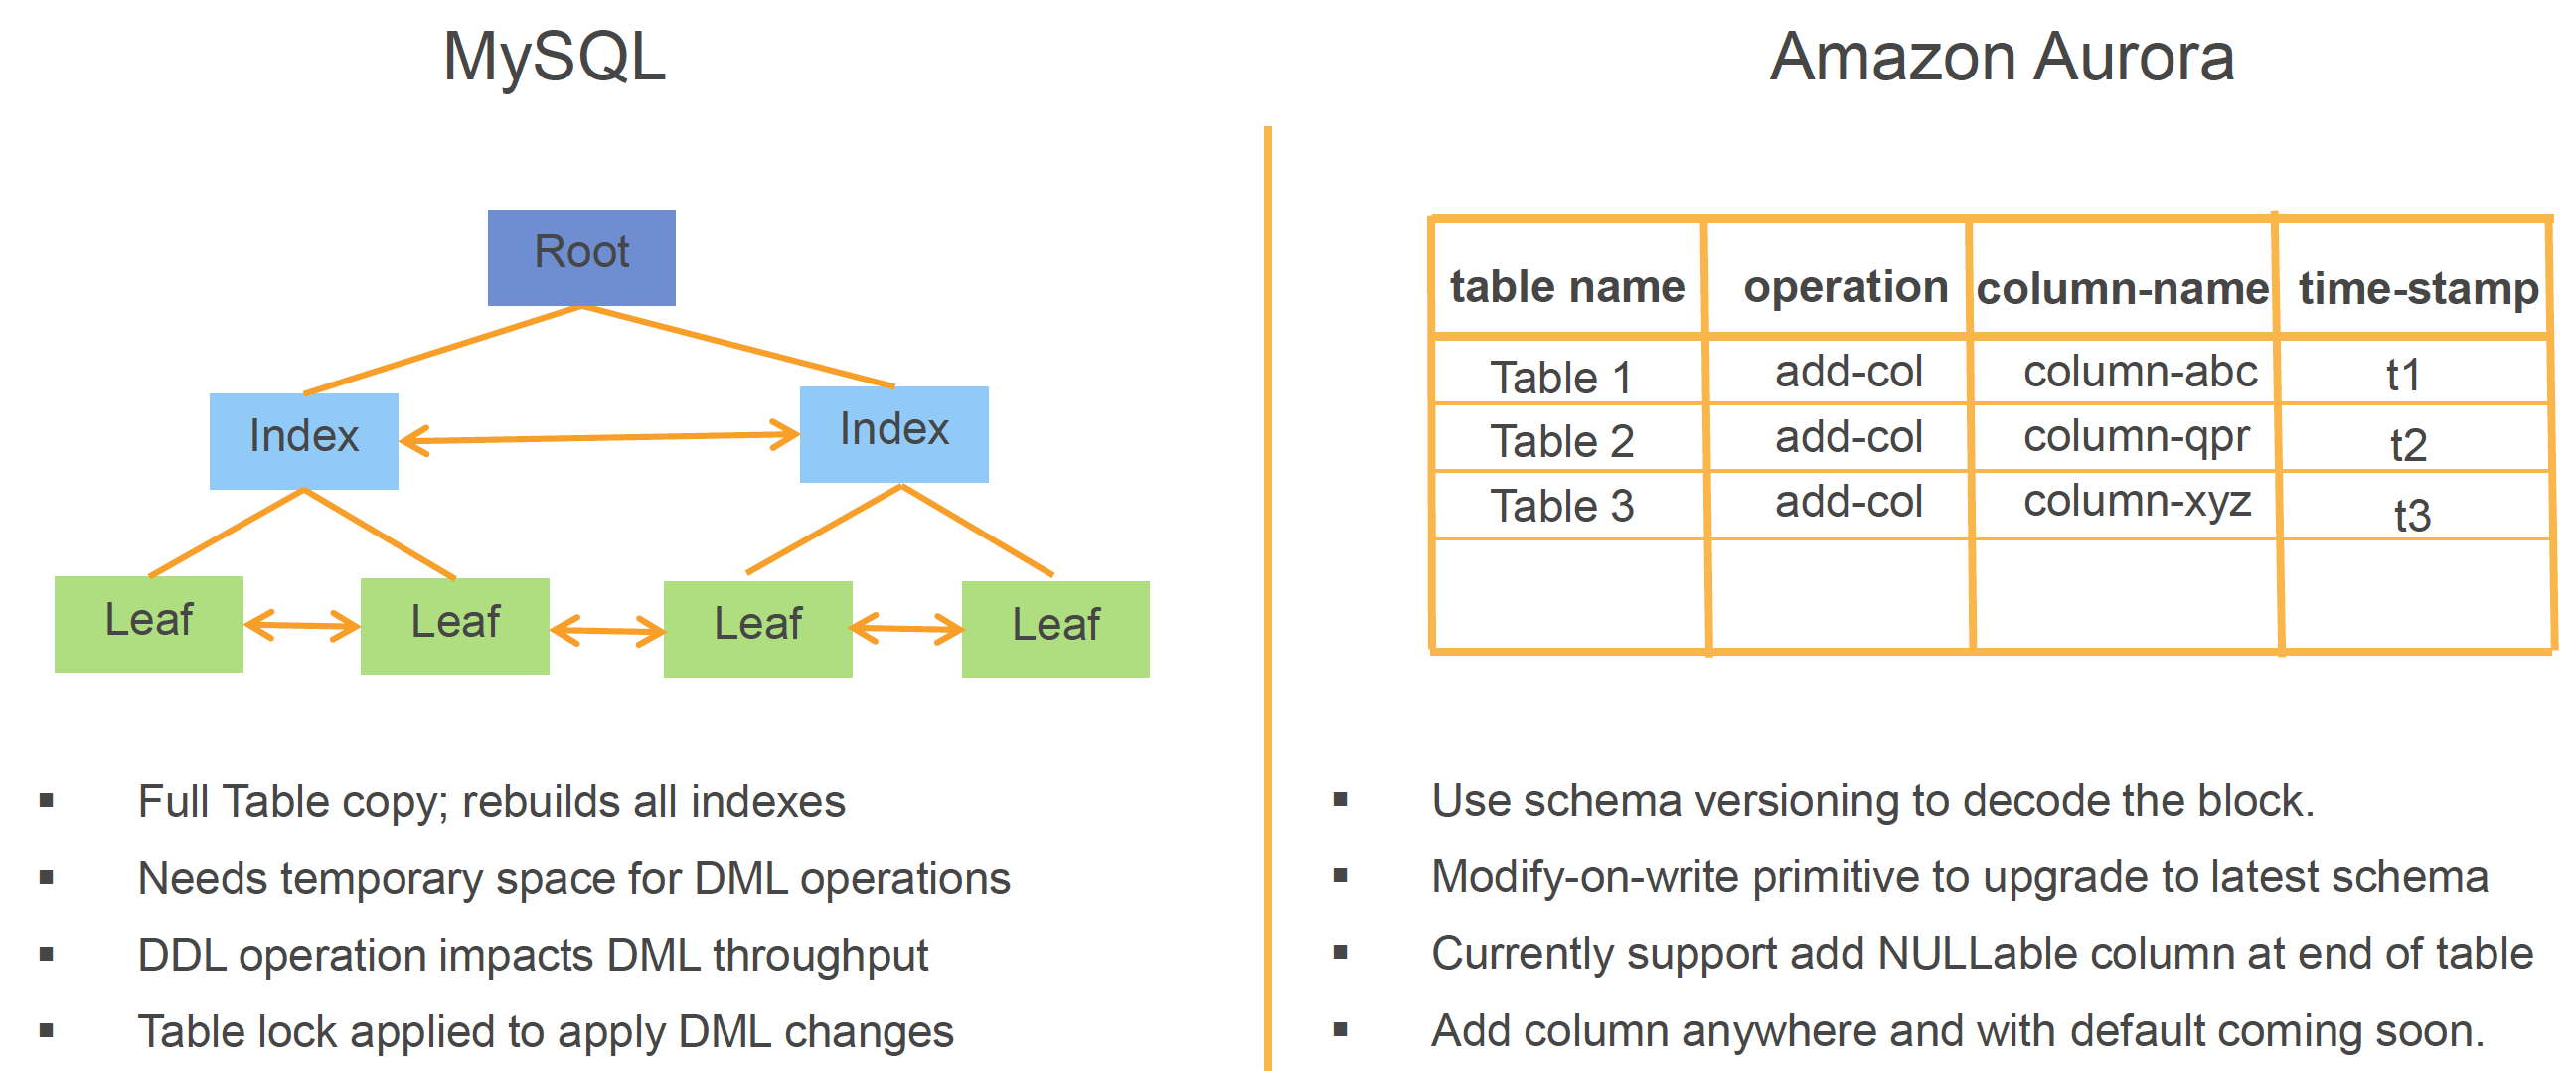 MySQL
Root
Index
Index
Leaf
Leaf
Leaf
Leaf
▪ Full Table copy; rebuilds all indexes
▪ Needs temporary space for DML operations
▪ DDL operation impacts DML throughput
▪ Table lock applied to apply DML changes
Amazon Aurora
table name operation column-name time-stamp
Table 1 add-col column-abc t1
Table 2 add-col column-qpr t2
Table 3 add-col column-xyz t3
▪ Use schema versioning to decode the block.
▪ Modify-on-write primitive to upgrade to latest schema
▪ Currently support add NULLable column at end of table
▪ Add column anywhere and with default coming soon.